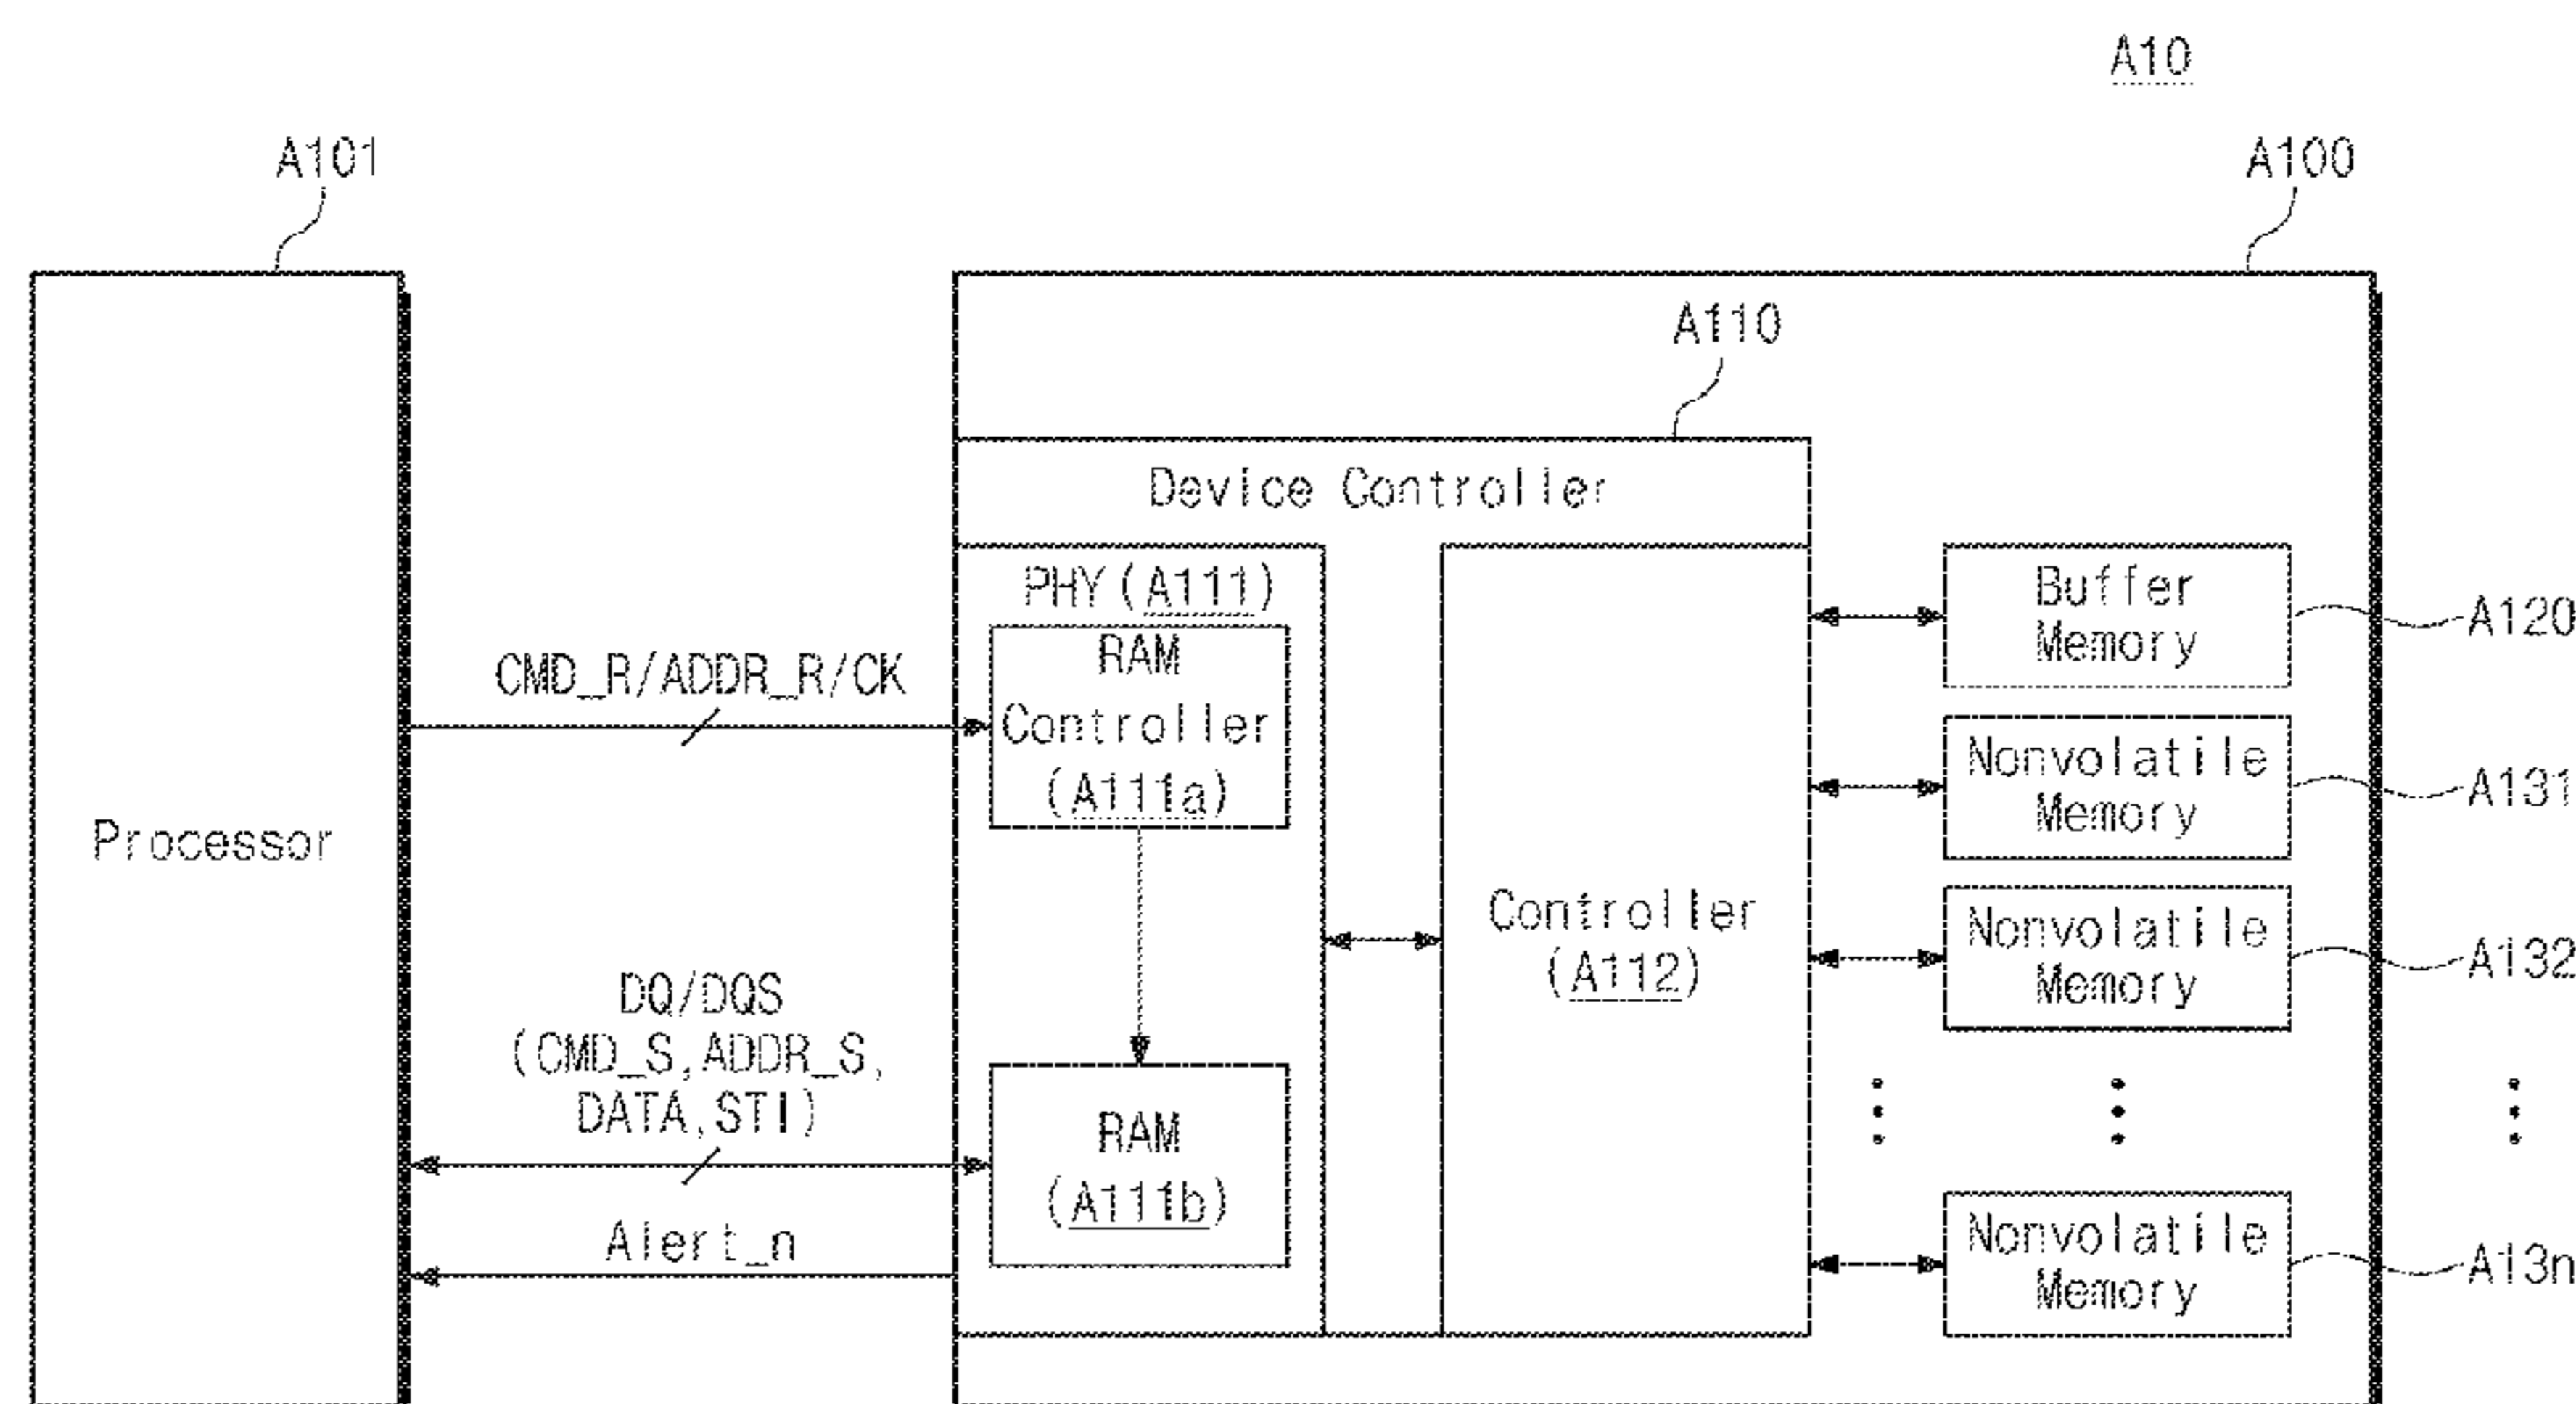 A10
A101
A100
A110
Device Controller
PHY(A111)
RAM
Controller
(A111a)
CMD_R/ADDR_R/CK
Processor
DQ/DQS
(CMD_S,ADDR_S,
DATA,STI)
RAM
(A111b)
Alert_n
Controller
(A112)
Buffer
Memory
A120
Nonvolatile
Memory
A131
Nonvolatile
Memory
A132
Nonvolatile
Memory
A13n